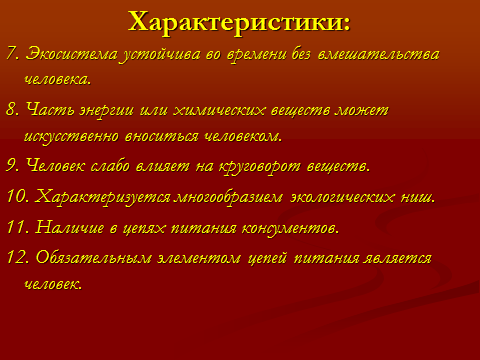 Характеристики:
7. Экосистема устойчива во времени без вмешательства
человека.
8. Часть энергии или химических веществ может
искусственно вноситься человеком.
9. Человек слабо влияет на круговорот веществ.
10. Характеризуется многообразием экологических ниш.
11. Наличие в цепях питания консументов.
12. Обязательным элементом цепей питания является
человек.